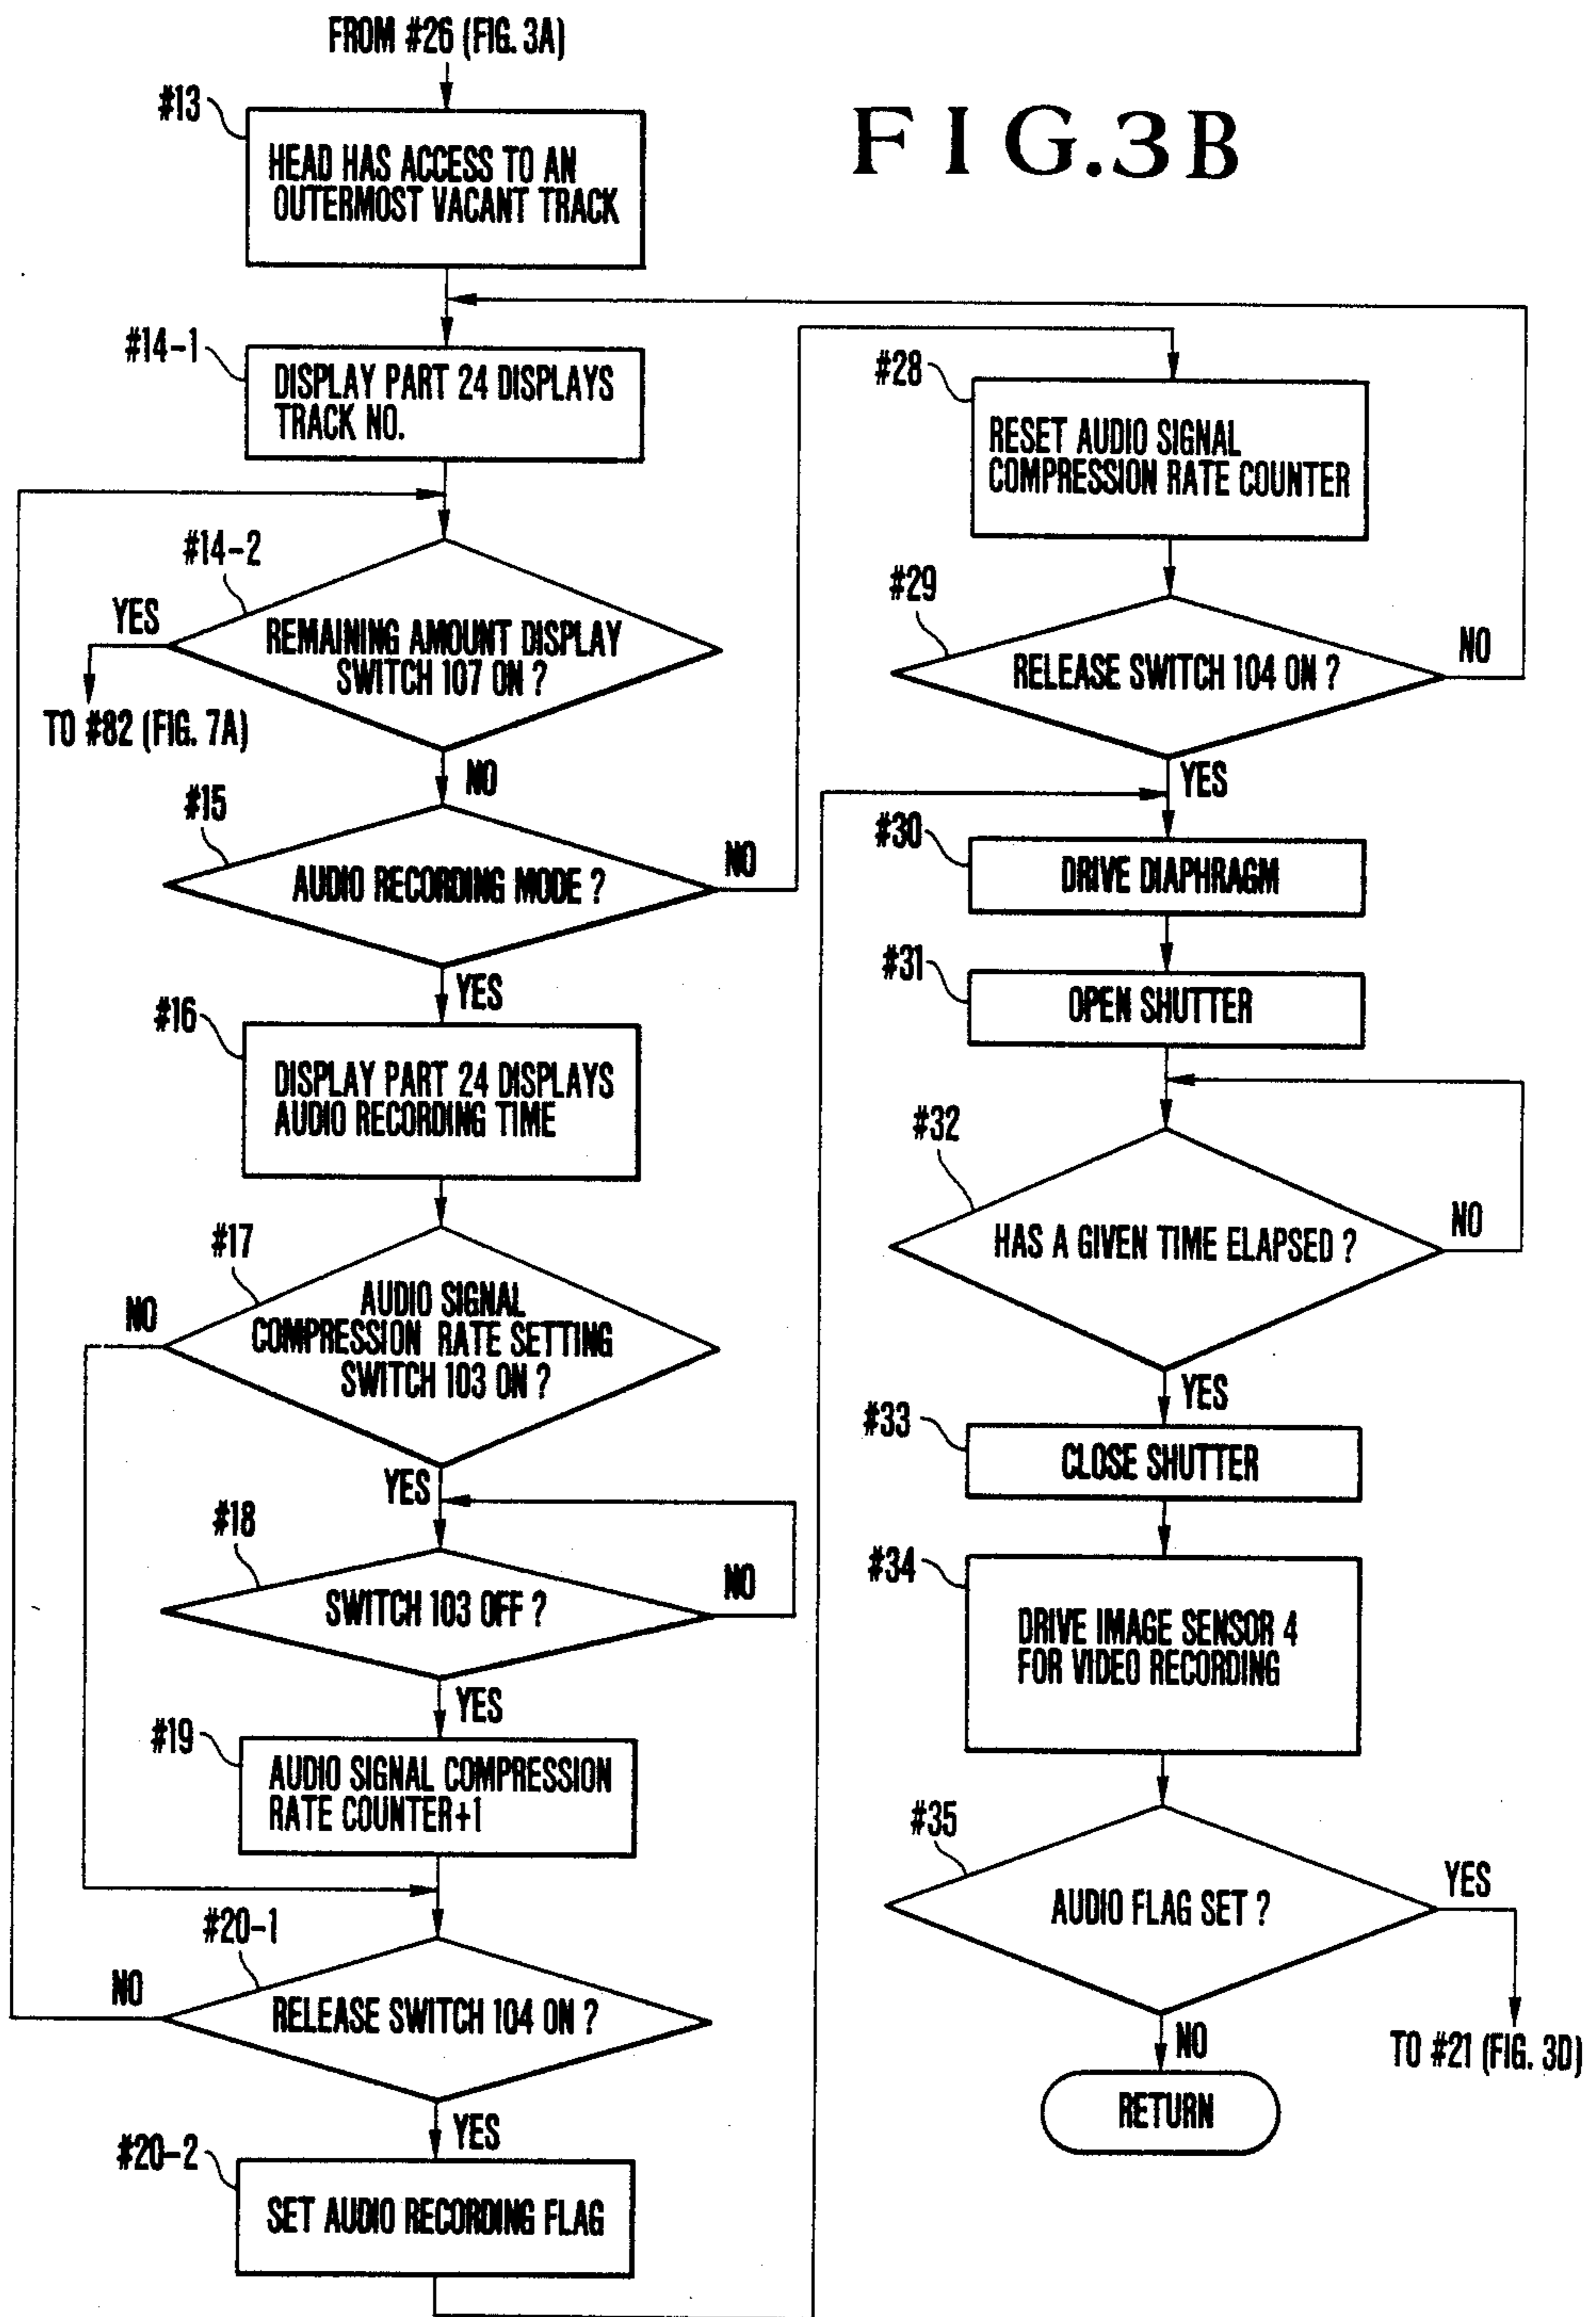 FROM #26 (FIG. 3A)
FIG.3B
#13
HEAD HAS ACCESS TO AN
OUTERMOST VACANT TRACK
#14-1
DISPLAY PART 24 DISPLAYS
TRACK NO.
#14-2
YES
REMAINING AMOUNT DISPLAY
SWITCH 107 ON ?
TO #82 (FIG. 7A)
NO
#15
AUDIO RECORDING MODE ?
NO
YES
#16
DISPLAY PART 24 DISPLAYS
AUDIO RECORDING TIME
#17
NO
AUDIO SIGNAL
COMPRESSION RATE SETTING
SWITCH 103 ON ?
YES
#18
SWITCH 103 OFF ?
NO
YES
#19
AUDIO SIGNAL COMPRESSION
RATE COUNTER+1
#20-1
NO
RELEASE SWITCH 104 ON ?
YES
#20-2
SET AUDIO RECORDING FLAG
#28
RESET AUDIO SIGNAL
COMPRESSION RATE COUNTER
#29
RELEASE SWITCH 104 ON ?
NO
YES
#30
DRIVE DIAPHRAGM
#31
OPEN SHUTTER
#32
HAS A GIVEN TIME ELAPSED ?
NO
YES
#33
CLOSE SHUTTER
#34
DRIVE IMAGE SENSOR 4
FOR VIDEO RECORDING
#35
AUDIO FLAG SET ?
YES
TO #21 (FIG. 3D)
NO
RETURN